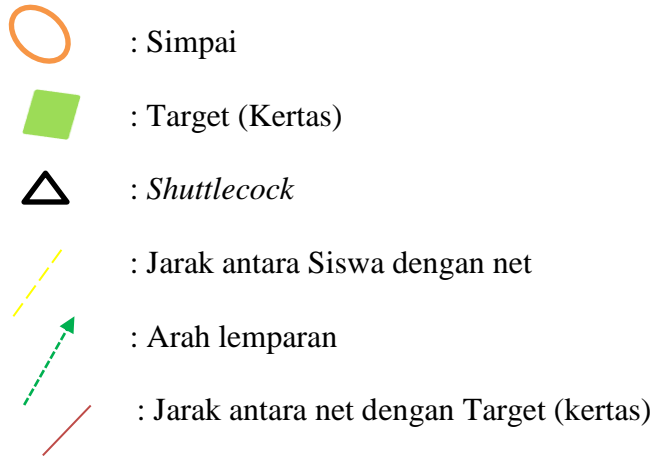 : Simpai
: Target (Kertas)
: Shuttlecock
: Jarak antara Siswa dengan net
: Arah lemparan
: Jarak antara net dengan Target (kertas)